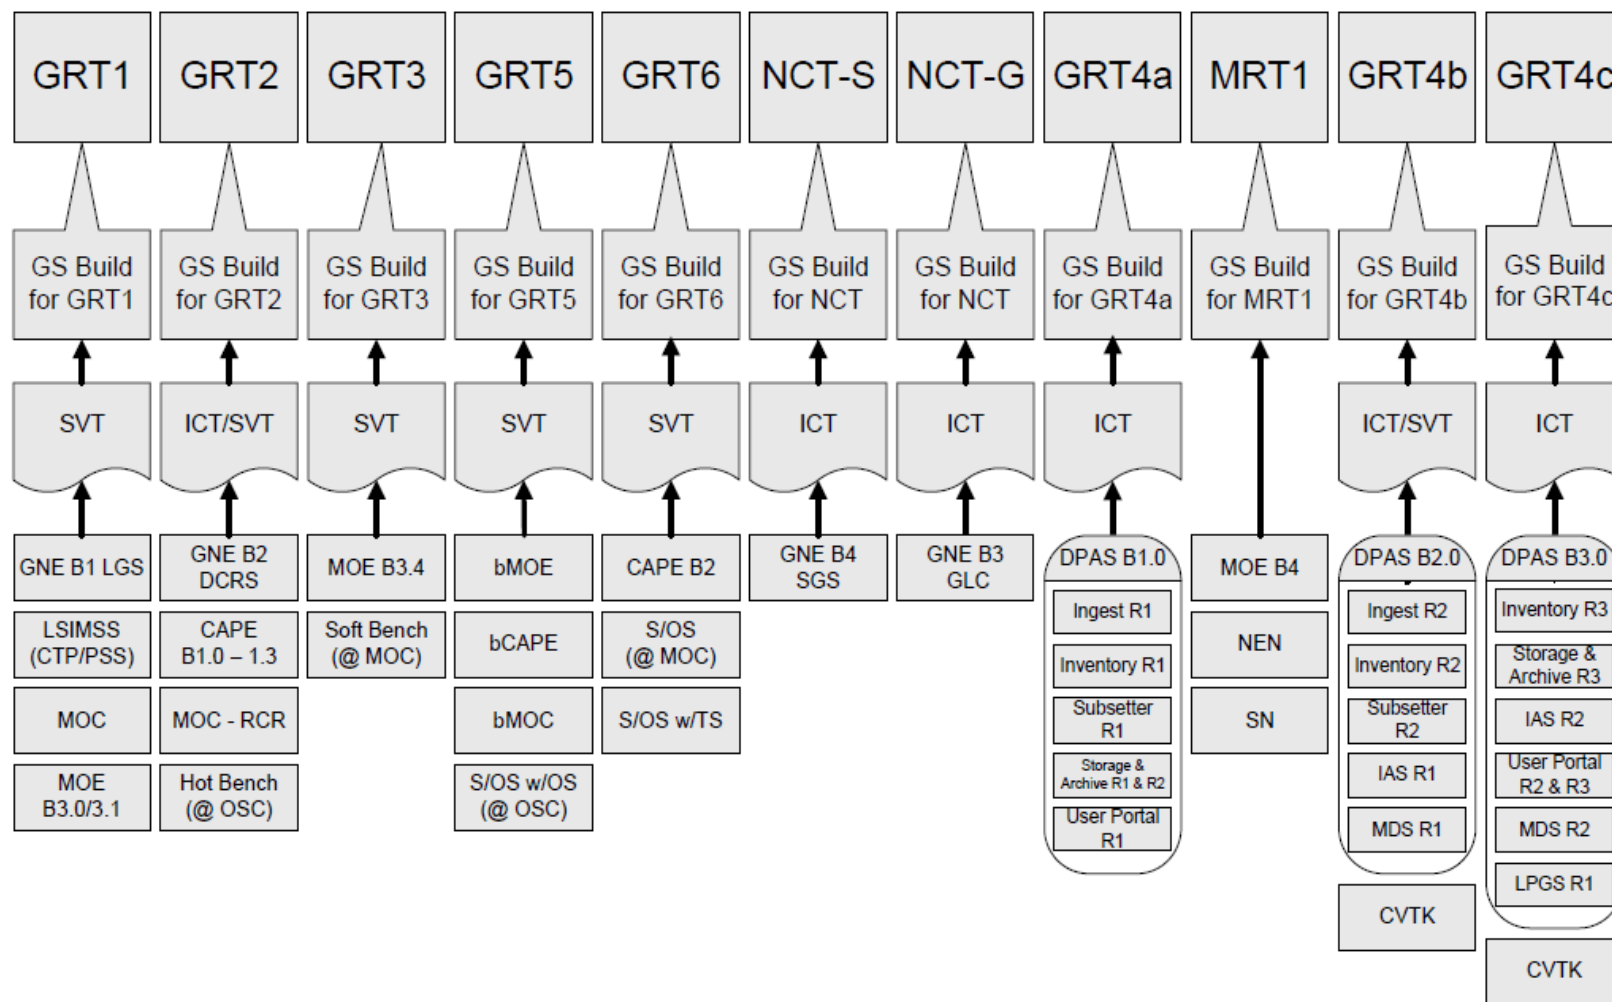 GRT1
GRT2
GRT3
GRT5
GRT6
NCT-S
NCT-G
GRT4a
MRT1
GRT4b
GRT4c
GS Build
for GRT1
GS Build
for GRT2
GS Build
for GRT3
GS Build
for GRT5
GS Build
for GRT6
GS Build
for NCT
GS Build
for NCT
GS Build
for GRT4a
GS Build
for MRT1
GS Build
for GRT4b
GS Build
for GRT4c
SVT
ICT/SVT
SVT
SVT
SVT
ICT
ICT
ICT
ICT/SVT
ICT
GNE B1 LGS
LSIMSS
(CTP/PSS)
MOC
MOE
B3.0/3.1
GNE B2
DCRS
CAPE
B1.0 – 1.3
MOC - RCR
Hot Bench
(@ OSC)
MOE B3.4
Soft Bench
(@ MOC)
bMOE
bCAPE
bMOC
S/OS w/OS
(@ OSC)
CAPE B2
S/OS
(@ MOC)
S/OS w/TS
GNE B4
SGS
GNE B3
GLC
DPAS B1.0
Ingest R1
Inventory R1
Subsetter
R1
Storage &
Archive R1 & R2
User Portal
R1
MOE B4
NEN
SN
DPAS B2.0
Ingest R2
Inventory R2
Subsetter
R2
IAS R1
MDS R1
CVTK
DPAS B3.0
Inventory R3
Storage &
Archive R3
IAS R2
User Portal
R2 & R3
MDS R2
LPGS R1
CVTK